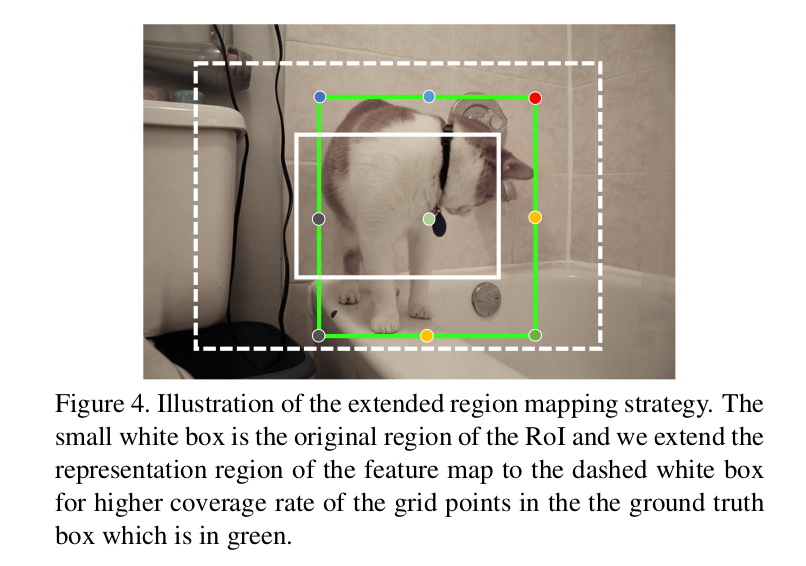 Figure 4. Illustration of the extended region mapping strategy. The
small white box is the original region of the RoI and we extend the
representation region of the feature map to the dashed white box
for higher coverage rate of the grid points in the the ground truth
box which is in green.